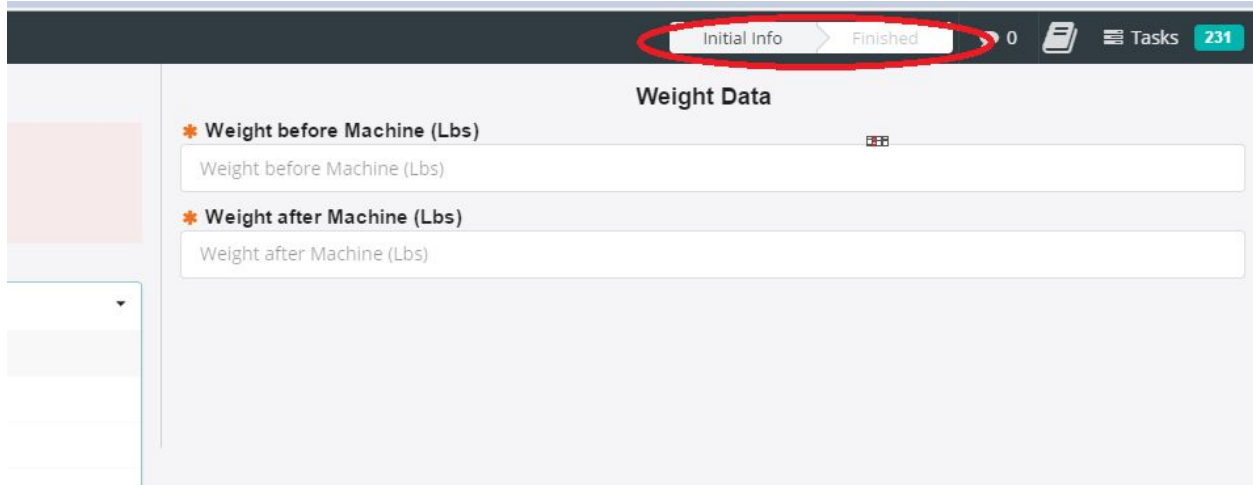 Initial Info Finished 0 Tasks 231
Weight Data
✱ Weight before Machine (Lbs)
Weight before Machine (Lbs)
✱ Weight after Machine (Lbs)
Weight after Machine (Lbs)